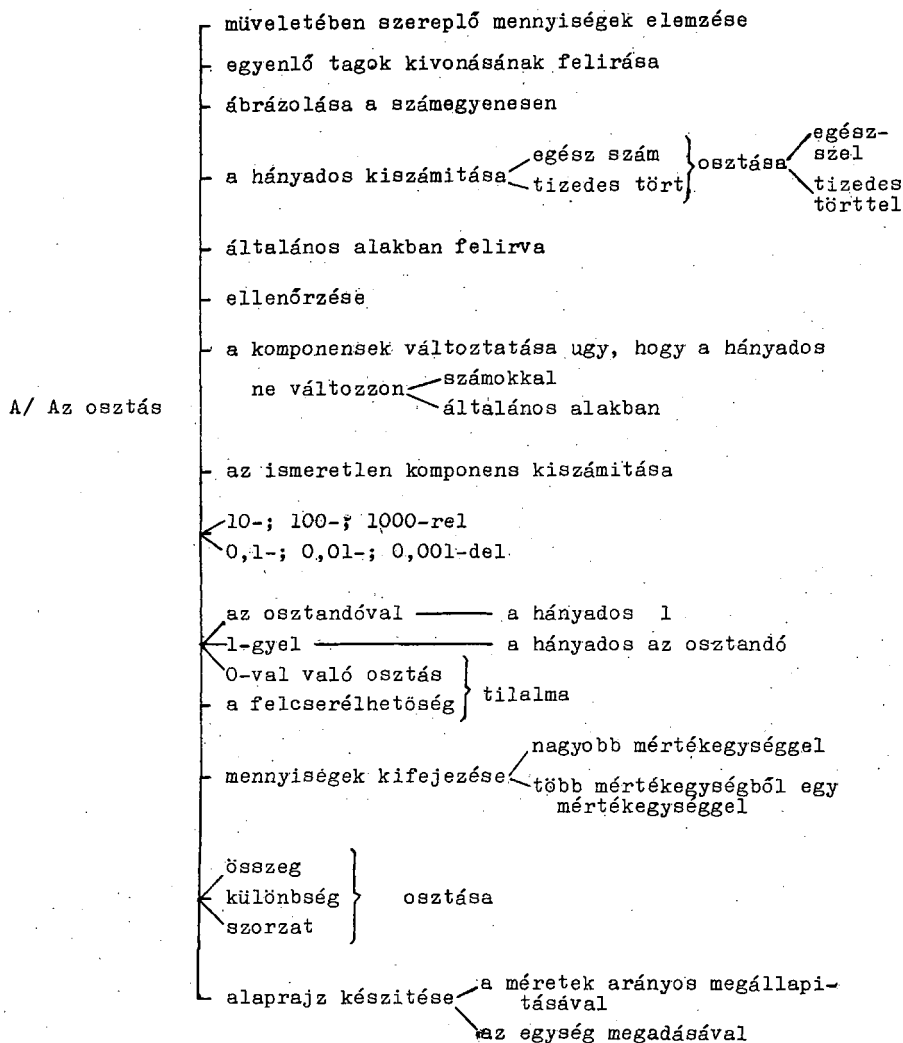 müveletében szereplő mennyiségek elemzése
egyenlő tagok kivonásának felirása
ábrázolása a számegyenesen
a hányados kiszámitása
egész szám
tizedes tört
osztása
egész-
szel
tizedes
törttel
általános alakban felirva
ellenőrzése
a komponensek változtatása ugy, hogy a hányados
ne változzon
számokkal
általános alakban
A/ Az osztás
az ismeretlen komponens kiszámitása
10-; 100-; 1000-rel
0,1-; 0,01-; 0,001-del
az osztandóval a hányados 1
1-gyel a hányados az osztandó
0-val való osztás
a felcserélhetőség
tilalma
mennyiségek kifejezése
nagyobb mértékegységgel
több mértékegységből egy
mértékegységgel
összeg
különbség
szorzat
osztása
alaprajz készitése
a méretek arányos megállapi-
tásával
az egység megadásával